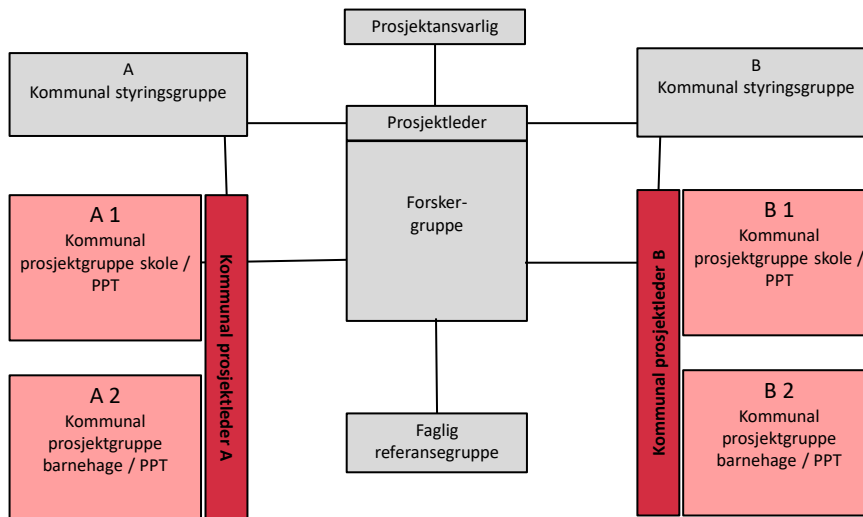 Prosjektansvarlig
A
Kommunal styringsgruppe
B
Kommunal styringsgruppe
Prosjektleder
Forsker-
gruppe
A 1
Kommunal
prosjektgruppe skole /
PPT
Kommunal prosjektleder A
A 2
Kommunal
prosjektgruppe
barnehage / PPT
Kommunal prosjektleder B
B 1
Kommunal
prosjektgruppe skole /
PPT
B 2
Kommunal
prosjektgruppe
barnehage / PPT
Faglig
referansegruppe